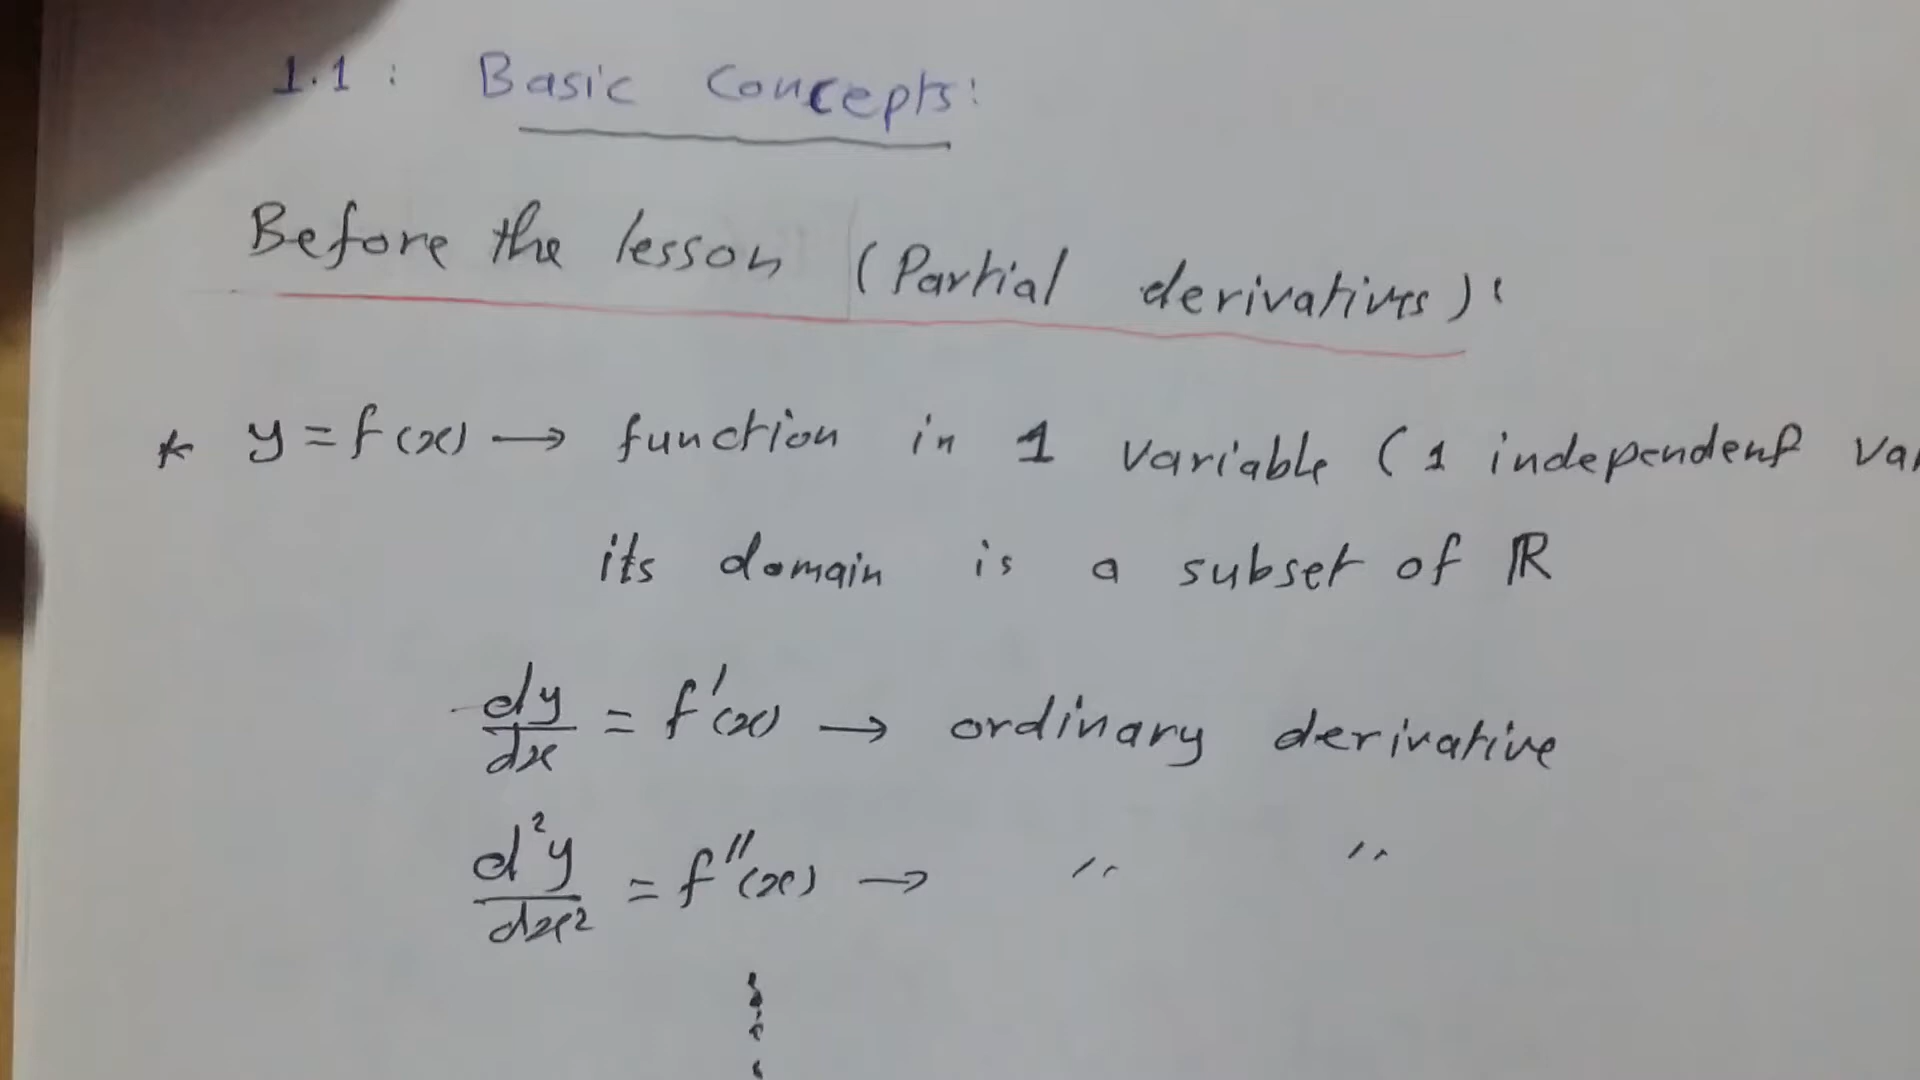 1.1 : Basic Concepts:
Before the lesson (Partial derivatives):
* y = f(x) → function in 1 variable (1 independent var
its domain is a subset of ℝ
dy/dx = f'(x) → ordinary derivative
d²y/dx² = f''(x) → " "